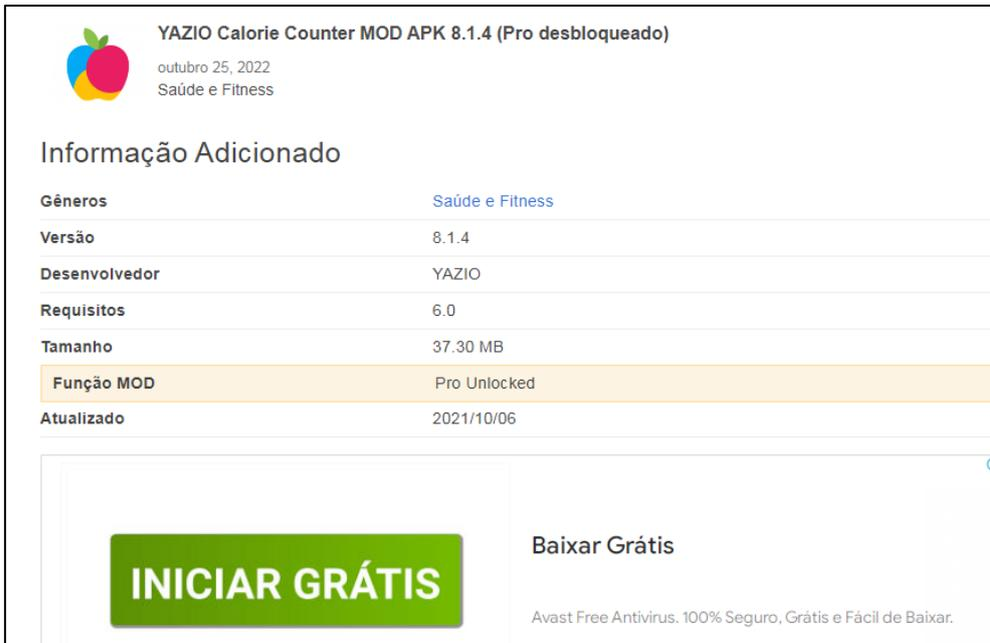 YAZIO Calorie Counter MOD APK 8.1.4 (Pro desbloqueado)
outubro 25, 2022
Saúde e Fitness
Informação Adicionado
Gêneros Saúde e Fitness
Versão 8.1.4
Desenvolvedor YAZIO
Requisitos 6.0
Tamanho 37.30 MB
Função MOD Pro Unlocked
Atualizado 2021/10/06
INICIAR GRÁTIS
Baixar Grátis
Avast Free Antivirus. 100% Seguro, Grátis e Fácil de Baixar.